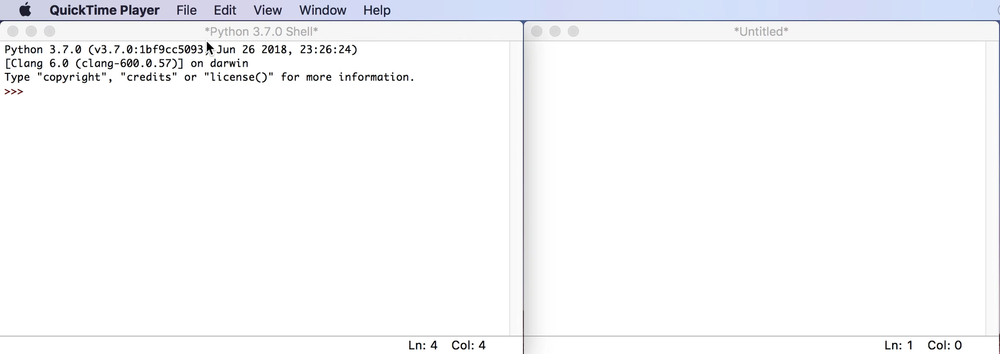 QuickTime Player File Edit View Window Help
*Python 3.7.0 Shell*
Python 3.7.0 (v3.7.0:1bf9cc5093, Jun 26 2018, 23:26:24)
[Clang 6.0 (clang-600.0.57)] on darwin
Type "copyright", "credits" or "license()" for more information.
>>>
Ln: 4 Col: 4
*Untitled*
Ln: 1 Col: 0